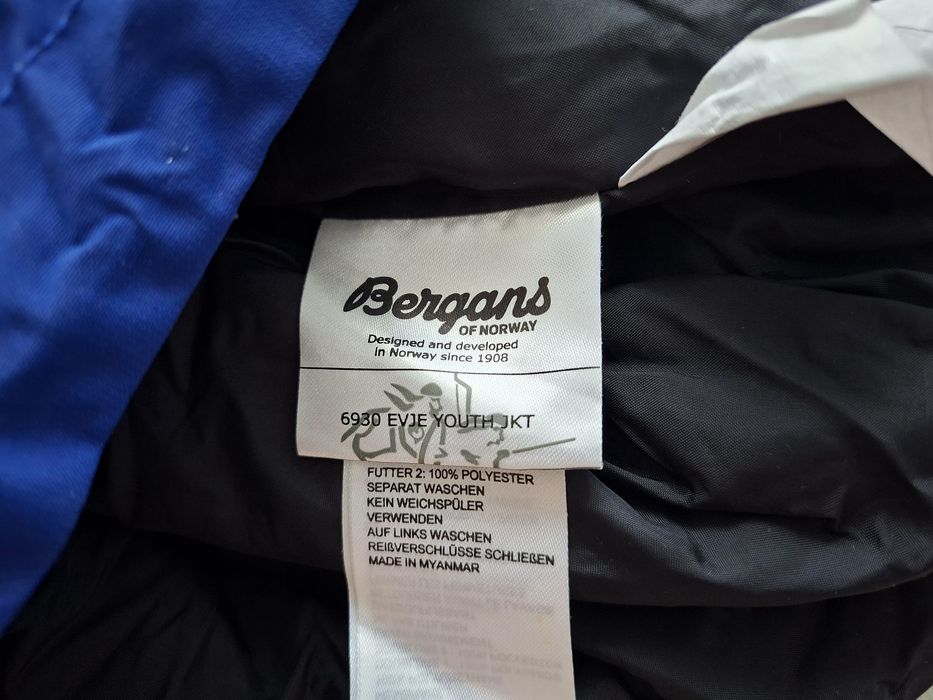 Bergans
OF NORWAY
Designed and developed
in Norway since 1908
6930 EVJE YOUTH JKT
FUTTER 2: 100% POLYESTER
SEPARAT WASCHEN
KEIN WEICHSPÜLER
VERWENDEN
AUF LINKS WASCHEN
REIßVERSCHLÜSSE SCHLIEßEN
MADE IN MYANMAR